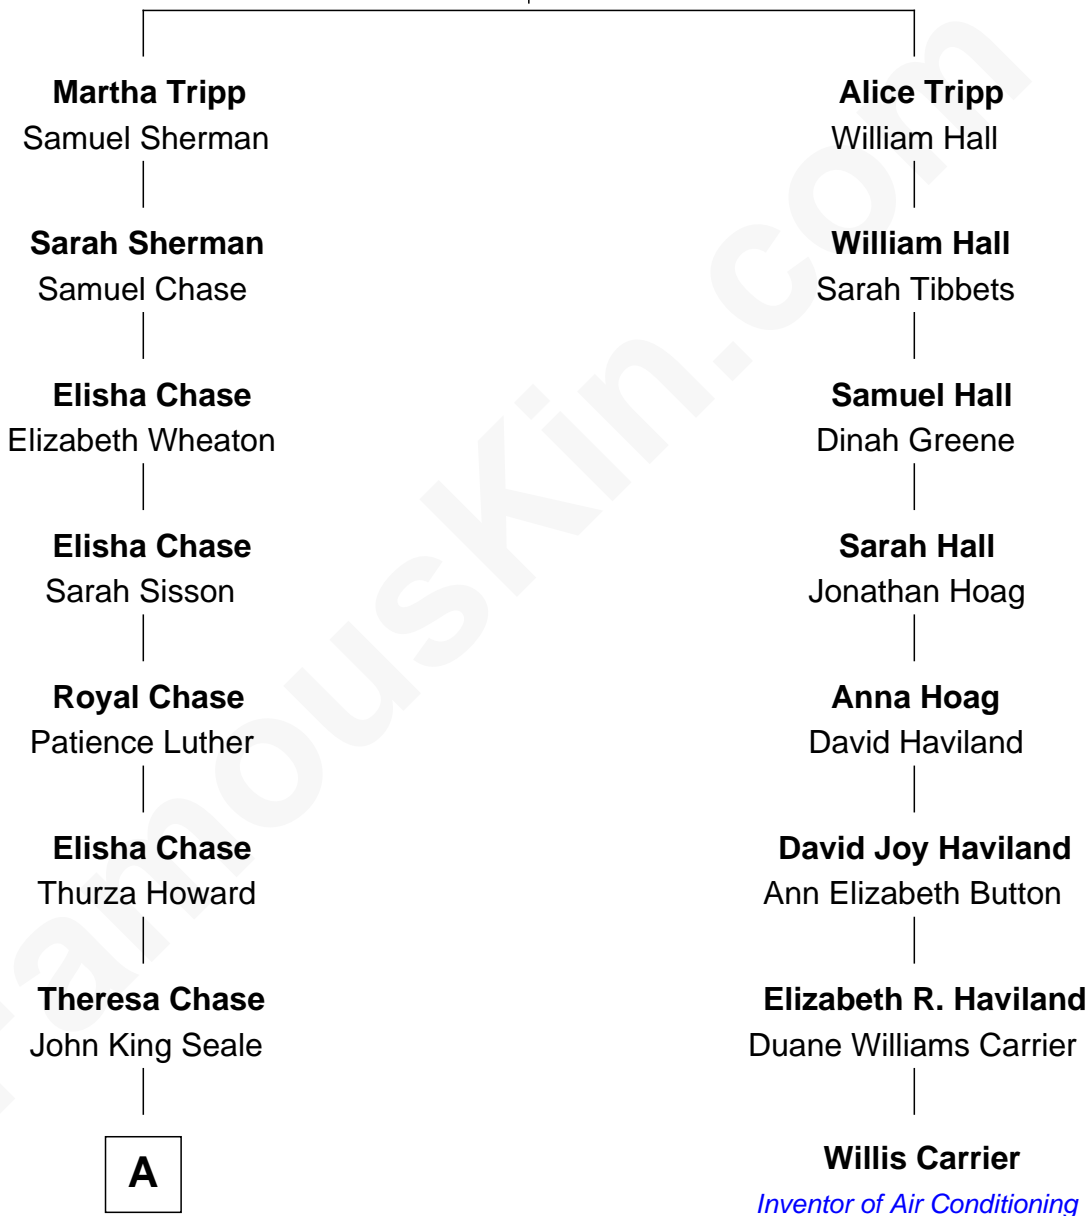 Martha Tripp
Samuel Sherman
Sarah Sherman
Samuel Chase
Elisha Chase
Elizabeth Wheaton
Elisha Chase
Sarah Sisson
Royal Chase
Patience Luther
Elisha Chase
Thurza Howard
Theresa Chase
John King Seale
A
Alice Tripp
William Hall
William Hall
Sarah Tibbets
Samuel Hall
Dinah Greene
Sarah Hall
Jonathan Hoag
Anna Hoag
David Haviland
David Joy Haviland
Ann Elizabeth Button
Elizabeth R. Haviland
Duane Williams Carrier
Willis Carrier
Inventor of Air Conditioning
FamousKin.com